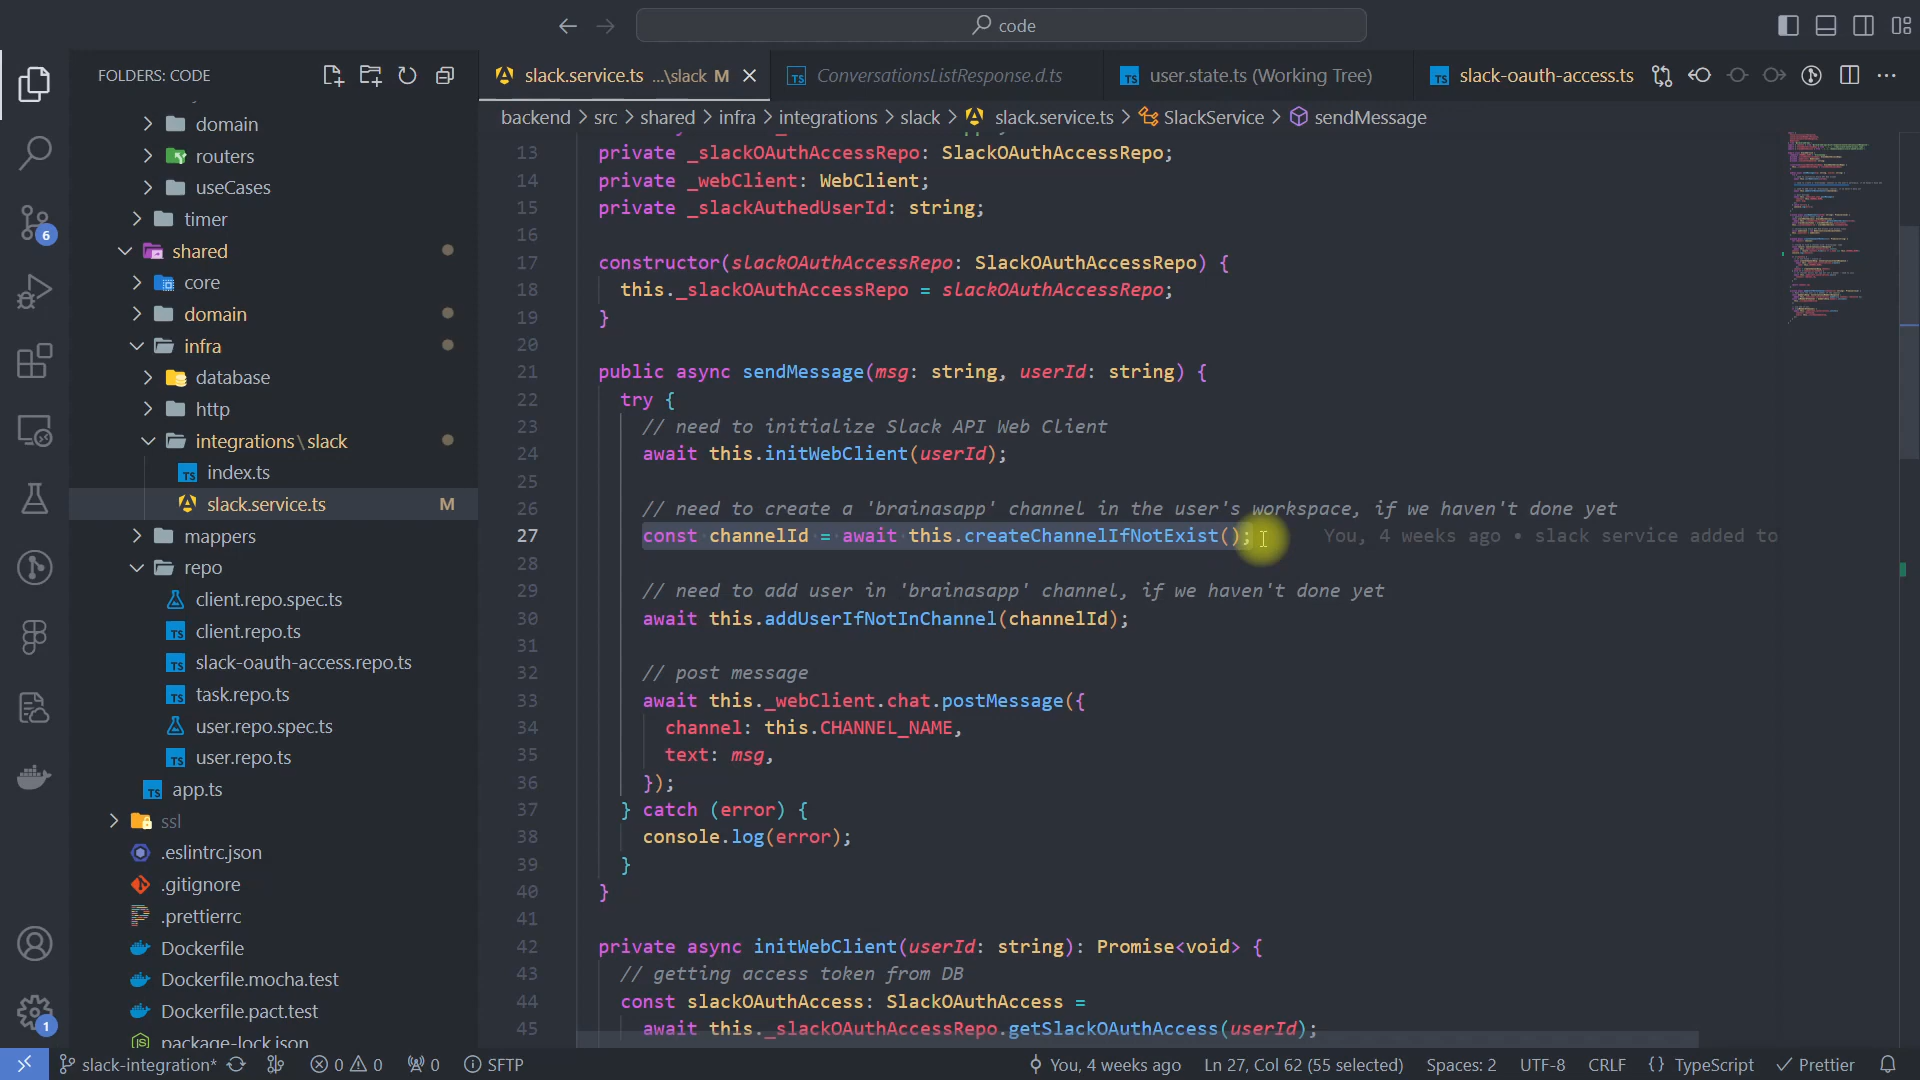 code
FOLDERS: CODE
domain
routers
useCases
timer
shared
core
domain
infra
database
http
integrations\slack
index.ts
slack.service.ts M
mappers
repo
client.repo.spec.ts
client.repo.ts
slack-oauth-access.repo.ts
task.repo.ts
user.repo.spec.ts
user.repo.ts
app.ts
ssl
.eslintrc.json
.gitignore
.prettierrc
Dockerfile
Dockerfile.mocha.test
Dockerfile.pact.test
package-lock.json
6
1
slack.service.ts ...\slack M
ConversationsListResponse.d.ts
user.state.ts (Working Tree)
slack-oauth-access.ts
backend > src > shared > infra > integrations > slack > slack.service.ts > SlackService > sendMessage
13 private _slackOAuthAccessRepo: SlackOAuthAccessRepo;
14 private _webClient: WebClient;
15 private _slackAuthedUserId: string;
16
17 constructor(slackOAuthAccessRepo: SlackOAuthAccessRepo) {
18 this._slackOAuthAccessRepo = slackOAuthAccessRepo;
19 }
20
21 public async sendMessage(msg: string, userId: string) {
22 try {
23 // need to initialize Slack API Web Client
24 await this.initWebClient(userId);
25
26 // need to create a 'brainasapp' channel in the user's workspace, if we haven't done yet
27 const channelId = await this.createChannelIfNotExist(); You, 4 weeks ago • slack service added to
28
29 // need to add user in 'brainasapp' channel, if we haven't done yet
30 await this.addUserIfNotInChannel(channelId);
31
32 // post message
33 await this._webClient.chat.postMessage({
34 channel: this.CHANNEL_NAME,
35 text: msg,
36 });
37 } catch (error) {
38 console.log(error);
39 }
40 }
41
42 private async initWebClient(userId: string): Promise<void> {
43 // getting access token from DB
44 const slackOAuthAccess: SlackOAuthAccess =
45 await this._slackOAuthAccessRepo.getSlackOAuthAccess(userId);
slack-integration* 0 0 0 SFTP You, 4 weeks ago Ln 27, Col 62 (55 selected) Spaces: 2 UTF-8 CRLF {} TypeScript Prettier